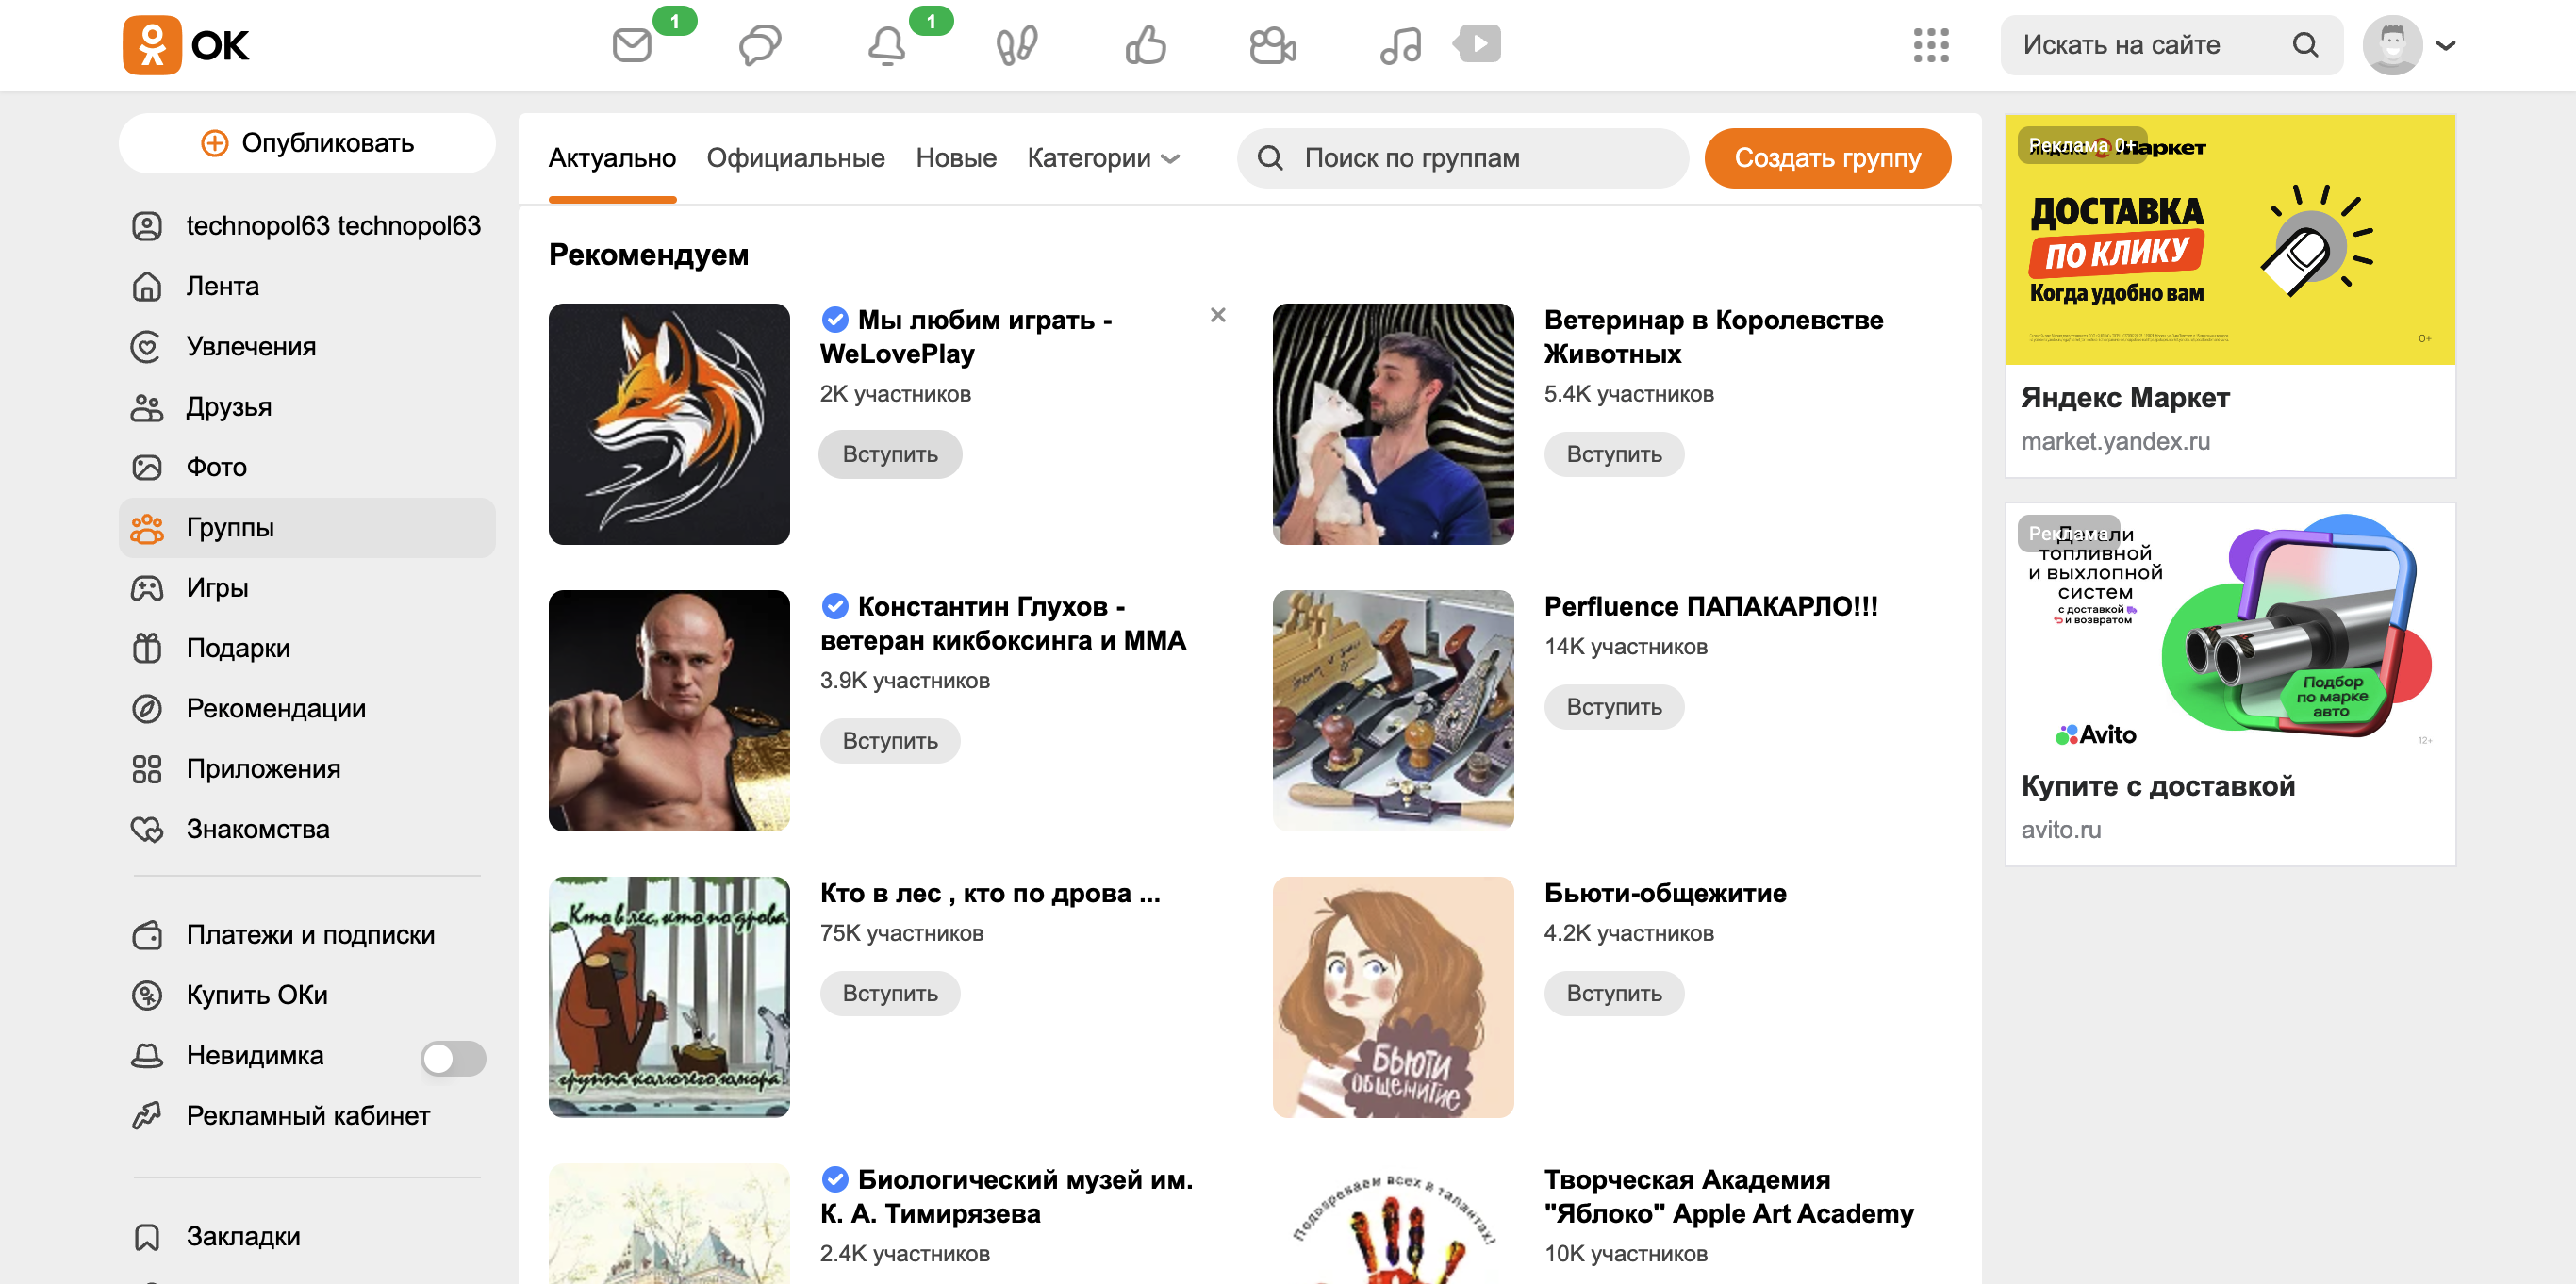 OK
1
1
Искать на сайте
Опубликовать
technopol63 technopol63
Лента
Увлечения
Друзья
Фото
Группы
Игры
Подарки
Рекомендации
Приложения
Знакомства
Платежи и подписки
Купить ОКи
Невидимка
Рекламный кабинет
Закладки
Актуально
Официальные
Новые
Категории
Поиск по группам
Создать группу
Рекомендуем
Мы любим играть -
WeLovePlay
2K участников
Вступить
Ветеринар в Королевстве
Животных
5.4K участников
Вступить
Константин Глухов -
ветеран кикбоксинга и ММА
3.9K участников
Вступить
Perfluence ПАПАКАРЛО!!!
14K участников
Вступить
Кто в лес, кто по дрова
группа колючего юмора!
Кто в лес , кто по дрова ...
75K участников
Вступить
БЬЮТИ
ОБЩЕЖИТИЕ
Бьюти-общежитие
4.2K участников
Вступить
Биологический музей им.
К. А. Тимирязева
2.4K участников
Подозреваем всех в талантах!
Творческая Академия
"Яблоко" Apple Art Academy
10K участников
Реклама 0+
Яндекс Маркет
ДОСТАВКА
ПО КЛИКУ
Когда удобно вам
0+
Яндекс Маркет
market.yandex.ru
Реклама
Детали
топливной
и выхлопной
систем
с доставкой
и возвратом
Подбор
по марке
авто
Avito
12+
Купите с доставкой
avito.ru